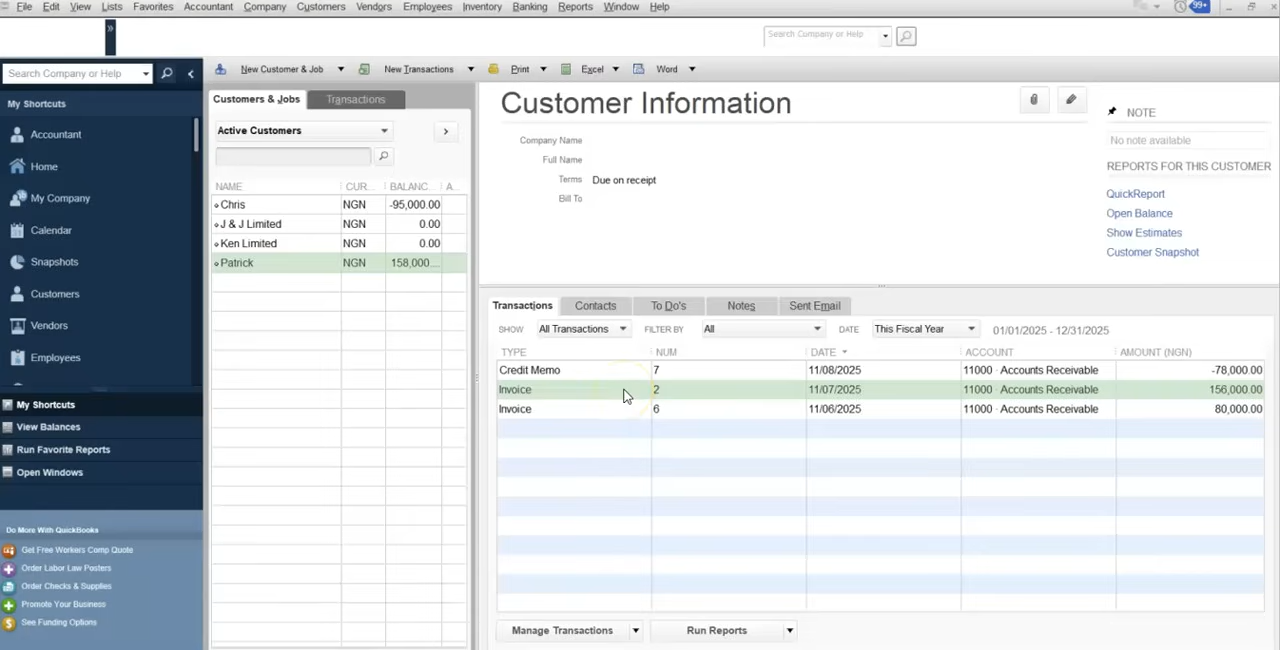 File Edit View Lists Favorites Accountant Company Customers Vendors Employees Inventory Banking Reports Window Help 99+
»
Search Company or Help
Search Company or Help
My Shortcuts
Accountant
Home
My Company
Calendar
Snapshots
Customers
Vendors
Employees
My Shortcuts
View Balances
Run Favorite Reports
Open Windows
Do More With QuickBooks
Get Free Workers Comp Quote
Order Labor Law Posters
Order Checks & Supplies
Promote Your Business
See Funding Options
New Customer & Job New Transactions Print Excel Word
Customers & Jobs Transactions
Active Customers
NAME CUR... BALANC... A...
Chris NGN -95,000.00
J & J Limited NGN 0.00
Ken Limited NGN 0.00
Patrick NGN 158,000...
Customer Information
Company Name
Full Name
Terms Due on receipt
Bill To
NOTE
No note available
REPORTS FOR THIS CUSTOMER
QuickReport
Open Balance
Show Estimates
Customer Snapshot
Transactions Contacts To Do's Notes Sent Email
SHOW All Transactions FILTER BY All DATE This Fiscal Year 01/01/2025 - 12/31/2025
TYPE NUM DATE ACCOUNT AMOUNT (NGN)
Credit Memo 7 11/08/2025 11000 · Accounts Receivable -78,000.00
Invoice 2 11/07/2025 11000 · Accounts Receivable 156,000.00
Invoice 6 11/06/2025 11000 · Accounts Receivable 80,000.00
Manage Transactions Run Reports